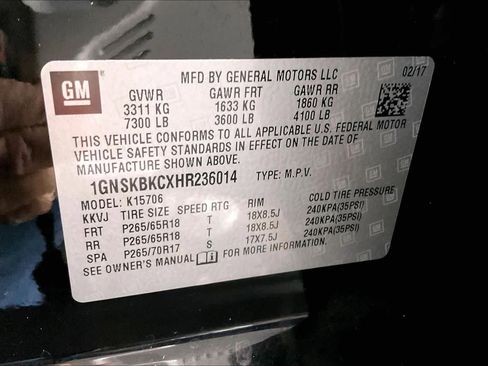 GM
MFD BY GENERAL MOTORS LLC 02/17
GVWR GAWR FRT GAWR RR
3311 KG 1633 KG 1860 KG
7300 LB 3600 LB 4100 LB
THIS VEHICLE CONFORMS TO ALL APPLICABLE U.S. FEDERAL MOTOR
VEHICLE SAFETY STANDARDS IN EFFECT ON THE DATE OF
MANUFACTURE SHOWN ABOVE.
1GNSKBKCXHR236014 TYPE: M.P.V.
MODEL: K15706
KKVJ TIRE SIZE SPEED RTG RIM COLD TIRE PRESSURE
FRT P265/65R18 T 18X8.5J 240KPA(35PSI)
RR P265/65R18 T 18X8.5J 240KPA(35PSI)
SPA P265/70R17 S 17X7.5J 240KPA(35PSI)
SEE OWNER'S MANUAL FOR MORE INFORMATION.